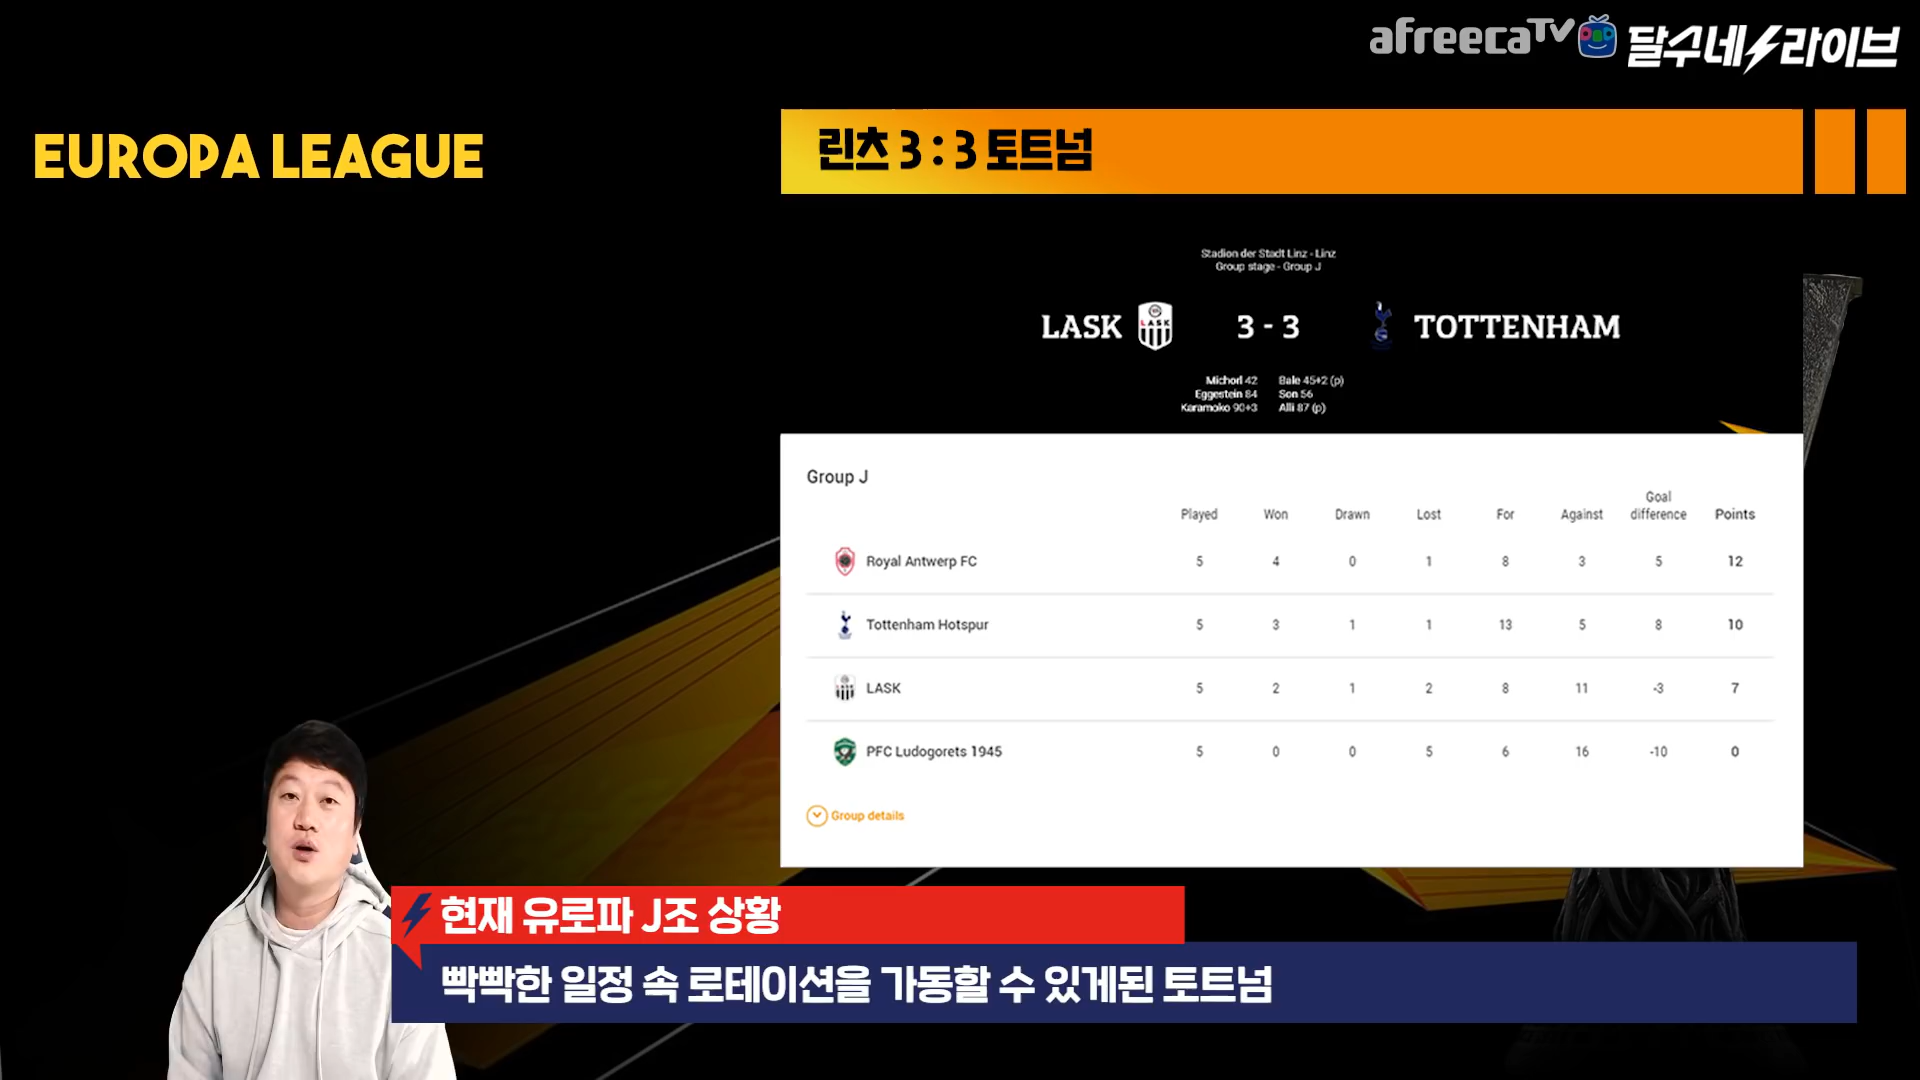 afreecaTV 달수네라이브
EUROPA LEAGUE
린츠 3 : 3 토트넘
Stadion der Stadt Linz - Linz
Group stage - Group J
LASK LASK 3 - 3 TOTTENHAM
Michorl 42 Bale 45+2 (p)
Eggestein 84 Son 56
Karamoko 90+3 Alli 87 (p)
Group J
Played Won Drawn Lost For Against Goal difference Points
Royal Antwerp FC 5 4 0 1 8 3 5 12
Tottenham Hotspur 5 3 1 1 13 5 8 10
LASK 5 2 1 2 8 11 -3 7
PFC Ludogorets 1945 5 0 0 5 6 16 -10 0
Group details
현재 유로파 J조 상황
빡빡한 일정 속 로테이션을 가동할 수 있게된 토트넘